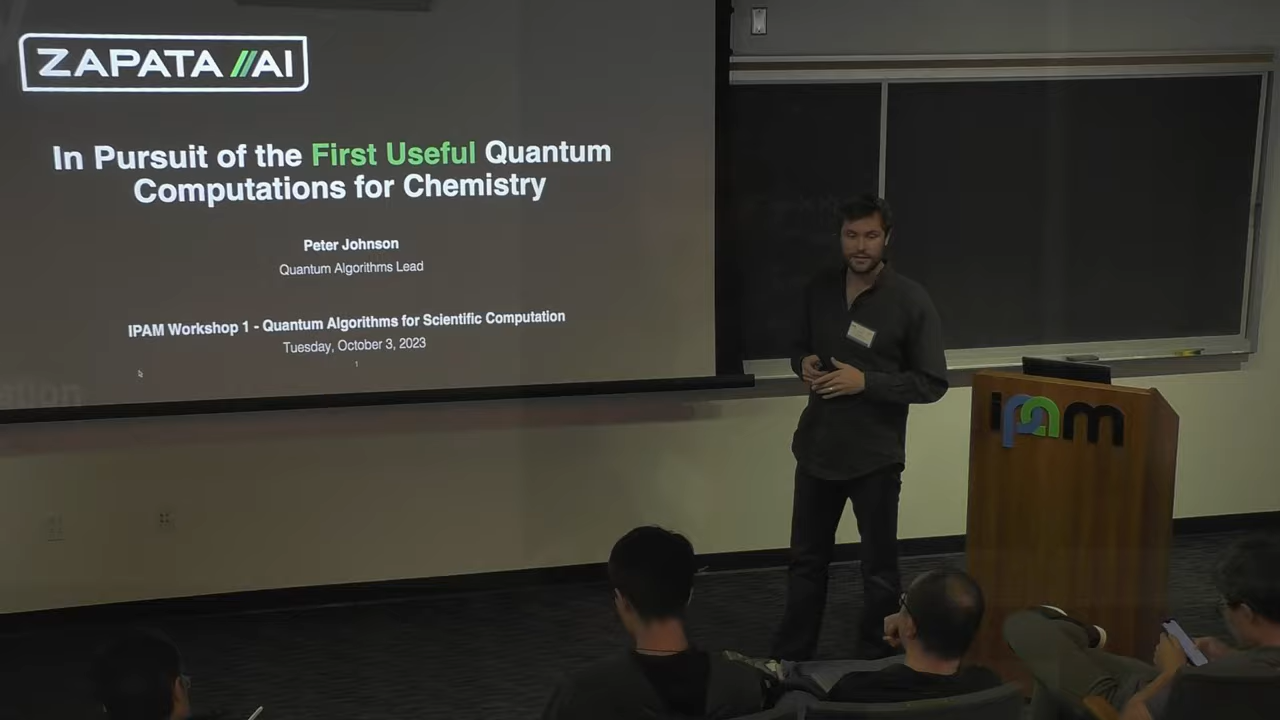 ZAPATA //AI
In Pursuit of the First Useful Quantum
Computations for Chemistry
Peter Johnson
Quantum Algorithms Lead
IPAM Workshop 1 - Quantum Algorithms for Scientific Computation
Tuesday, October 3, 2023
1
ipam